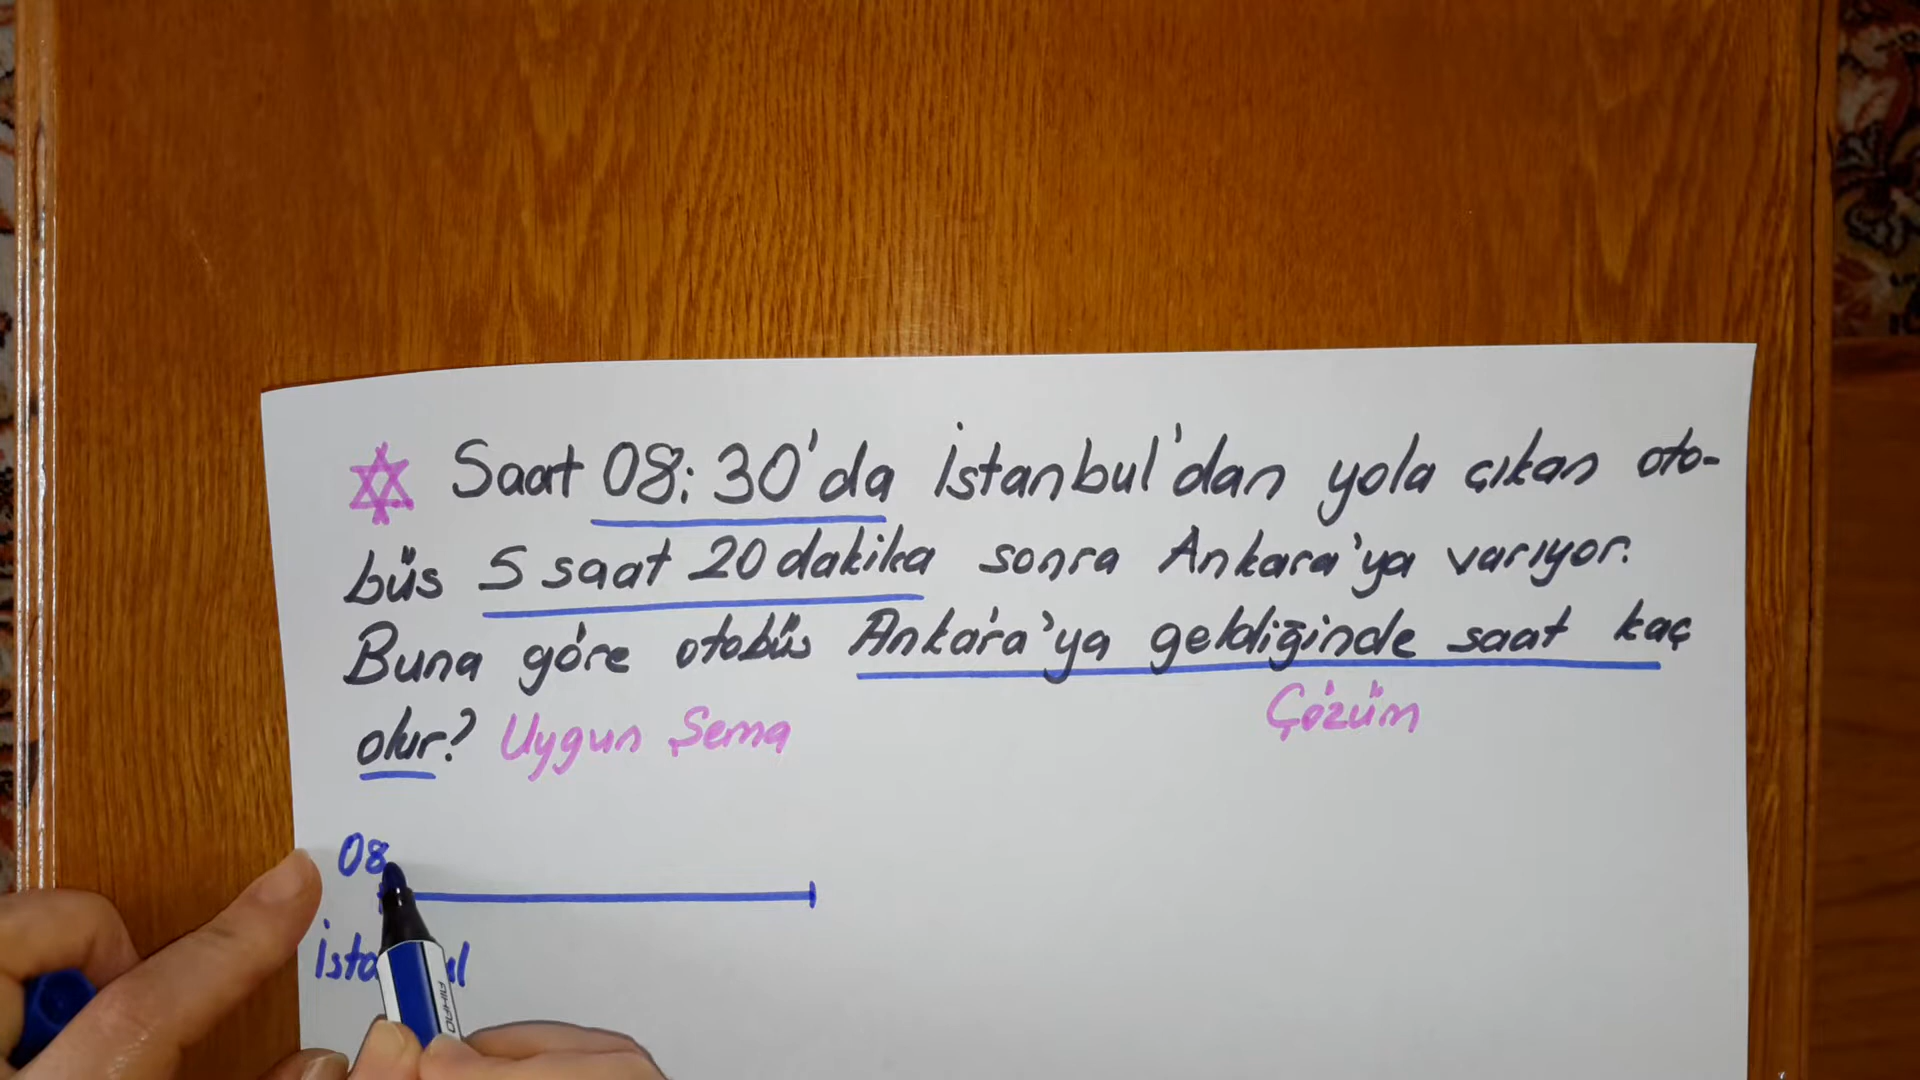 Saat 08:30'da İstanbul'dan yola çıkan oto-
büs 5 saat 20 dakika sonra Ankara'ya varıyor.
Buna göre otobüs Ankara'ya geldiğinde saat kaç
olur? Uygun Şema
Çözüm
08